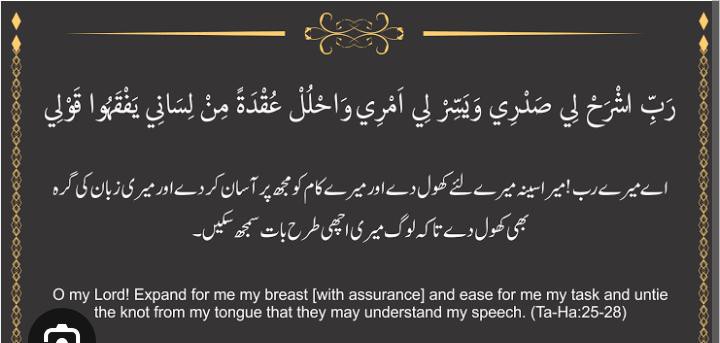 رَبِّ اشْرَحْ لِي صَدْرِي وَيَسِّرْ لِي اَمْرِي وَاحْلُلْ عُقْدَةً مِنْ لِسَانِي يَفْقَهُوا قَوْلِي
اے میرے رب! میرا سینہ میرے لئے کھول دے اور میرے کام کو مجھ پر آسان کر دے اور میری زبان کی گرہ
بھی کھول دے تاکہ لوگ میری اچھی طرح بات سمجھ سکیں۔
O my Lord! Expand for me my breast [with assurance] and ease for me my task and untie
the knot from my tongue that they may understand my speech. (Ta-Ha:25-28)